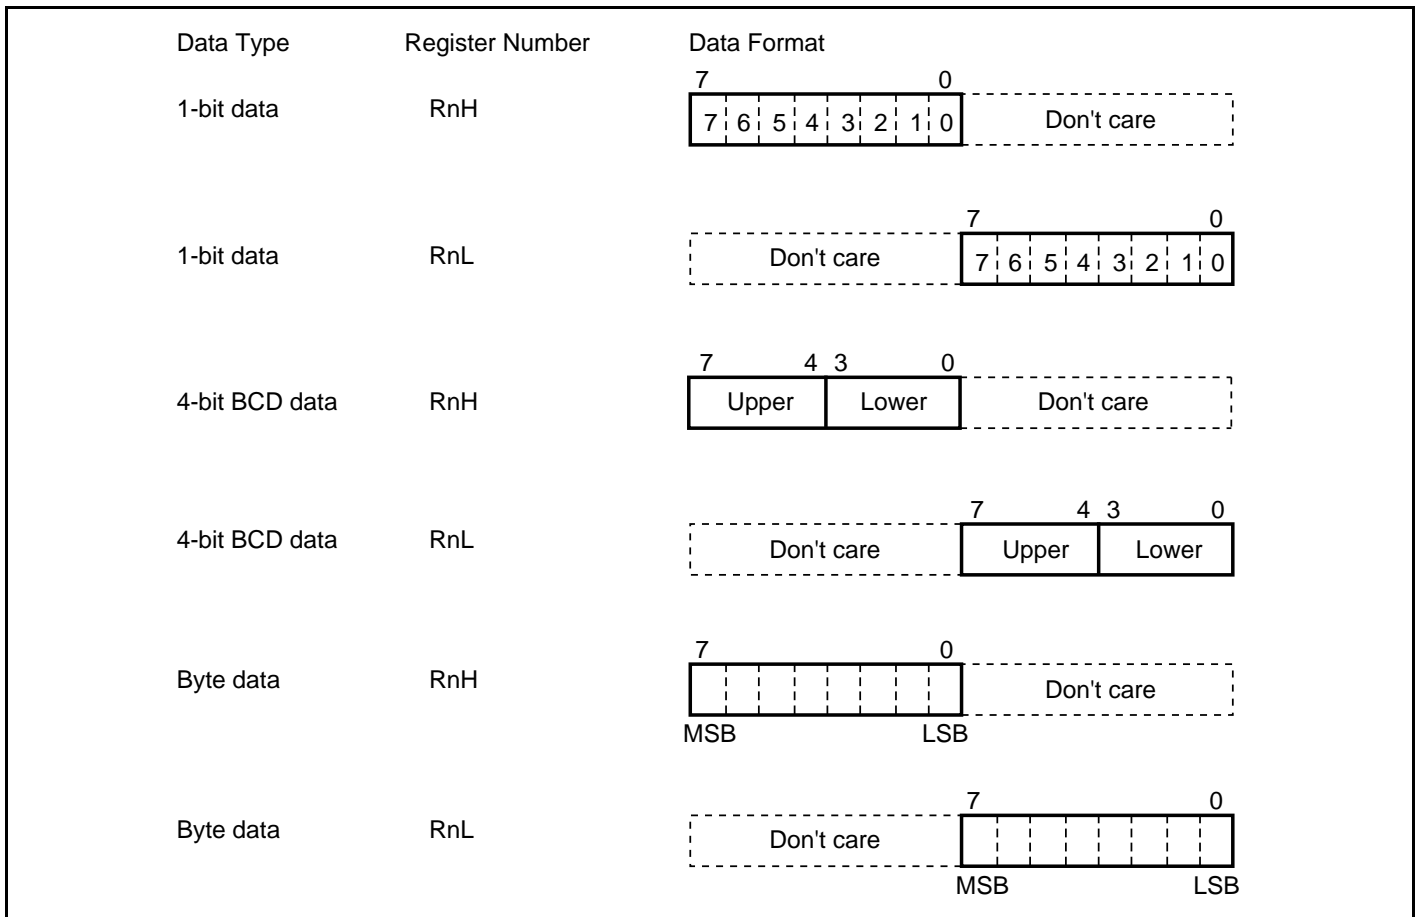 Data Type Register Number Data Format
7 0
1-bit data RnH 7 6 5 4 3 2 1 0 Don't care
7 0
1-bit data RnL Don't care 7 6 5 4 3 2 1 0
7 4 3 0
4-bit BCD data RnH Upper Lower Don't care
7 4 3 0
4-bit BCD data RnL Don't care Upper Lower
7 0
Byte data RnH Don't care
MSB LSB
7 0
Byte data RnL Don't care
MSB LSB